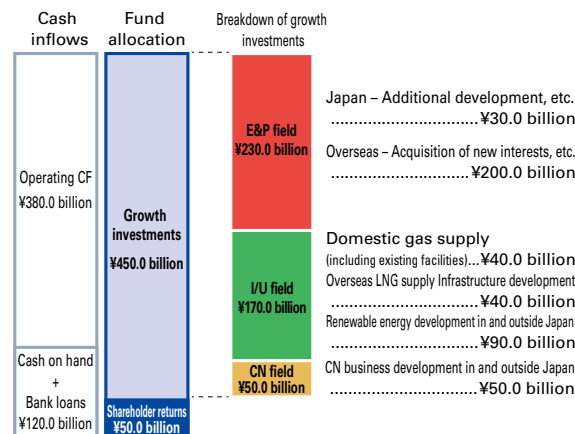 Cash
inflows
Fund
allocation
Breakdown of growth
investments
Operating CF
¥380.0 billion
Cash on hand
+
Bank loans
¥120.0 billion
Growth
investments
¥450.0 billion
Shareholder returns
¥50.0 billion
E&P field
¥230.0 billion
I/U field
¥170.0 billion
CN field
¥50.0 billion
Japan – Additional development, etc.
..............................¥30.0 billion
Overseas – Acquisition of new interests, etc.
............................¥200.0 billion
Domestic gas supply
(including existing facilities)...¥40.0 billion
Overseas LNG supply Infrastructure development
..............................¥40.0 billion
Renewable energy development in and outside Japan
..............................¥90.0 billion
CN business development in and outside Japan
..............................¥50.0 billion